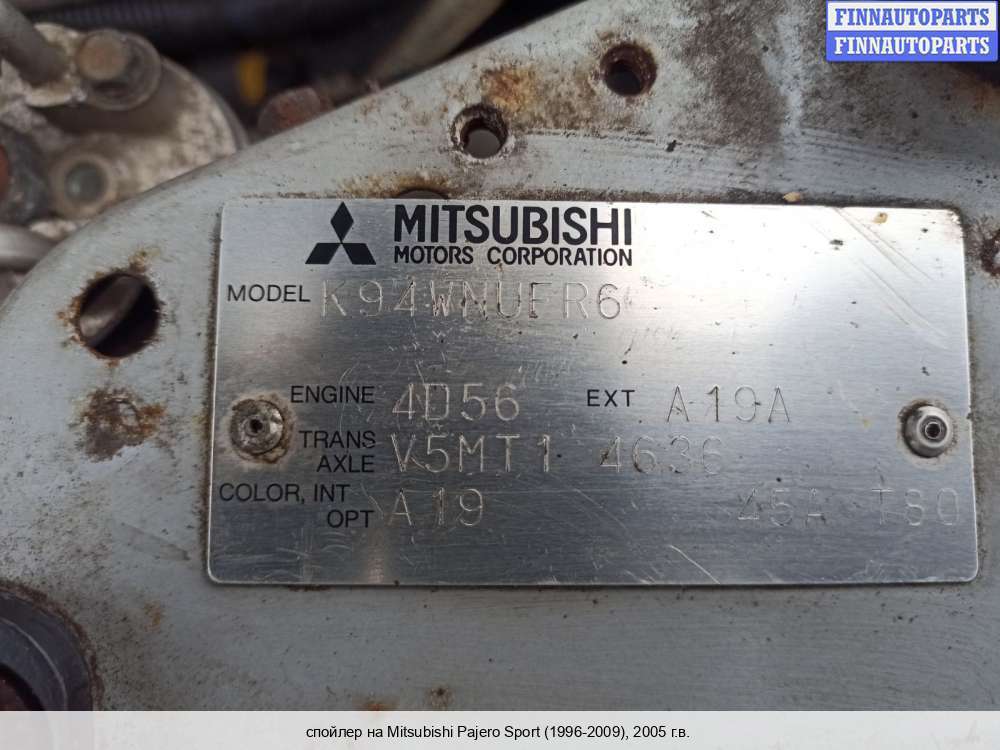 FINNAUTOPARTS
FINNAUTOPARTS
MITSUBISHI
MOTORS CORPORATION
MODEL K94WNUFR6
ENGINE 4D56 EXT A19A
TRANS AXLE V5MT1 4636
COLOR, INT OPT A19 45A
спойлер на Mitsubishi Pajero Sport (1996-2009), 2005 г.в.